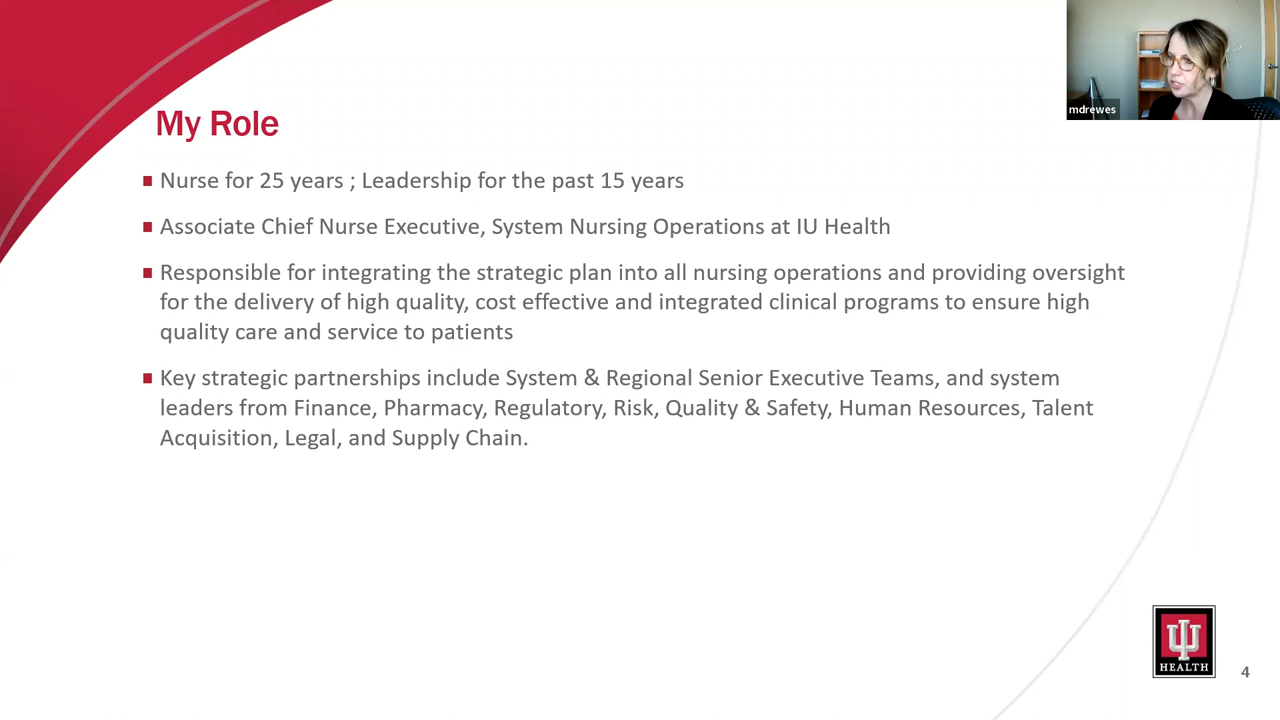 mdrewes
My Role
Nurse for 25 years ; Leadership for the past 15 years
Associate Chief Nurse Executive, System Nursing Operations at IU Health
Responsible for integrating the strategic plan into all nursing operations and providing oversight
for the delivery of high quality, cost effective and integrated clinical programs to ensure high
quality care and service to patients
Key strategic partnerships include System & Regional Senior Executive Teams, and system
leaders from Finance, Pharmacy, Regulatory, Risk, Quality & Safety, Human Resources, Talent
Acquisition, Legal, and Supply Chain.
IU
HEALTH
4